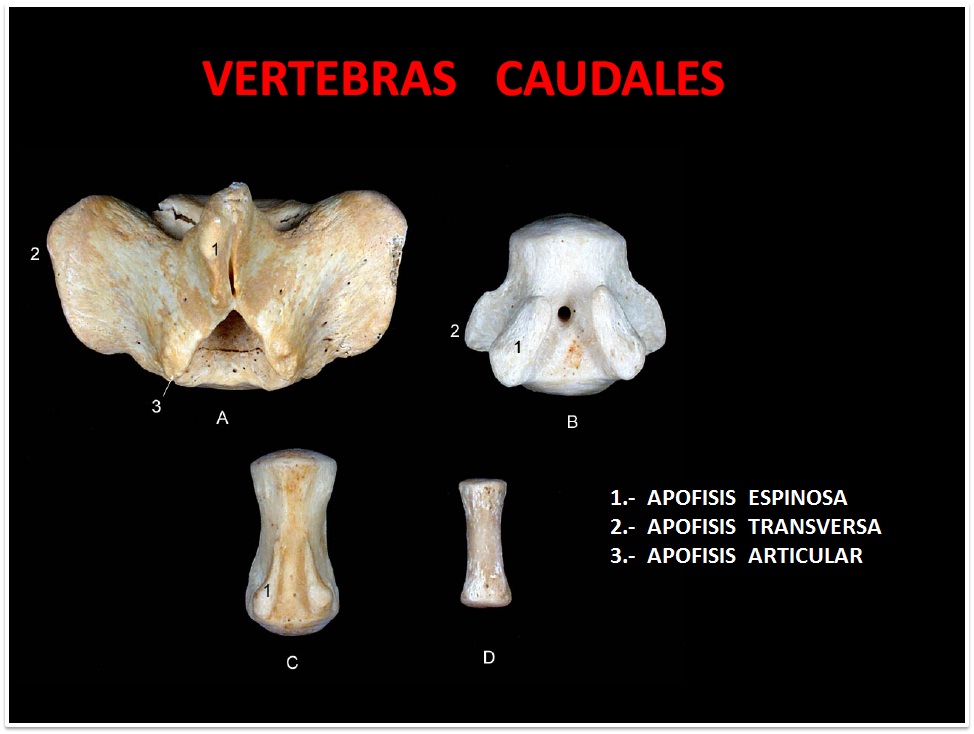 VERTEBRAS CAUDALES
1
2
3
A
2
1
B
1
C
D
1.- APOFISIS ESPINOSA
2.- APOFISIS TRANSVERSA
3.- APOFISIS ARTICULAR